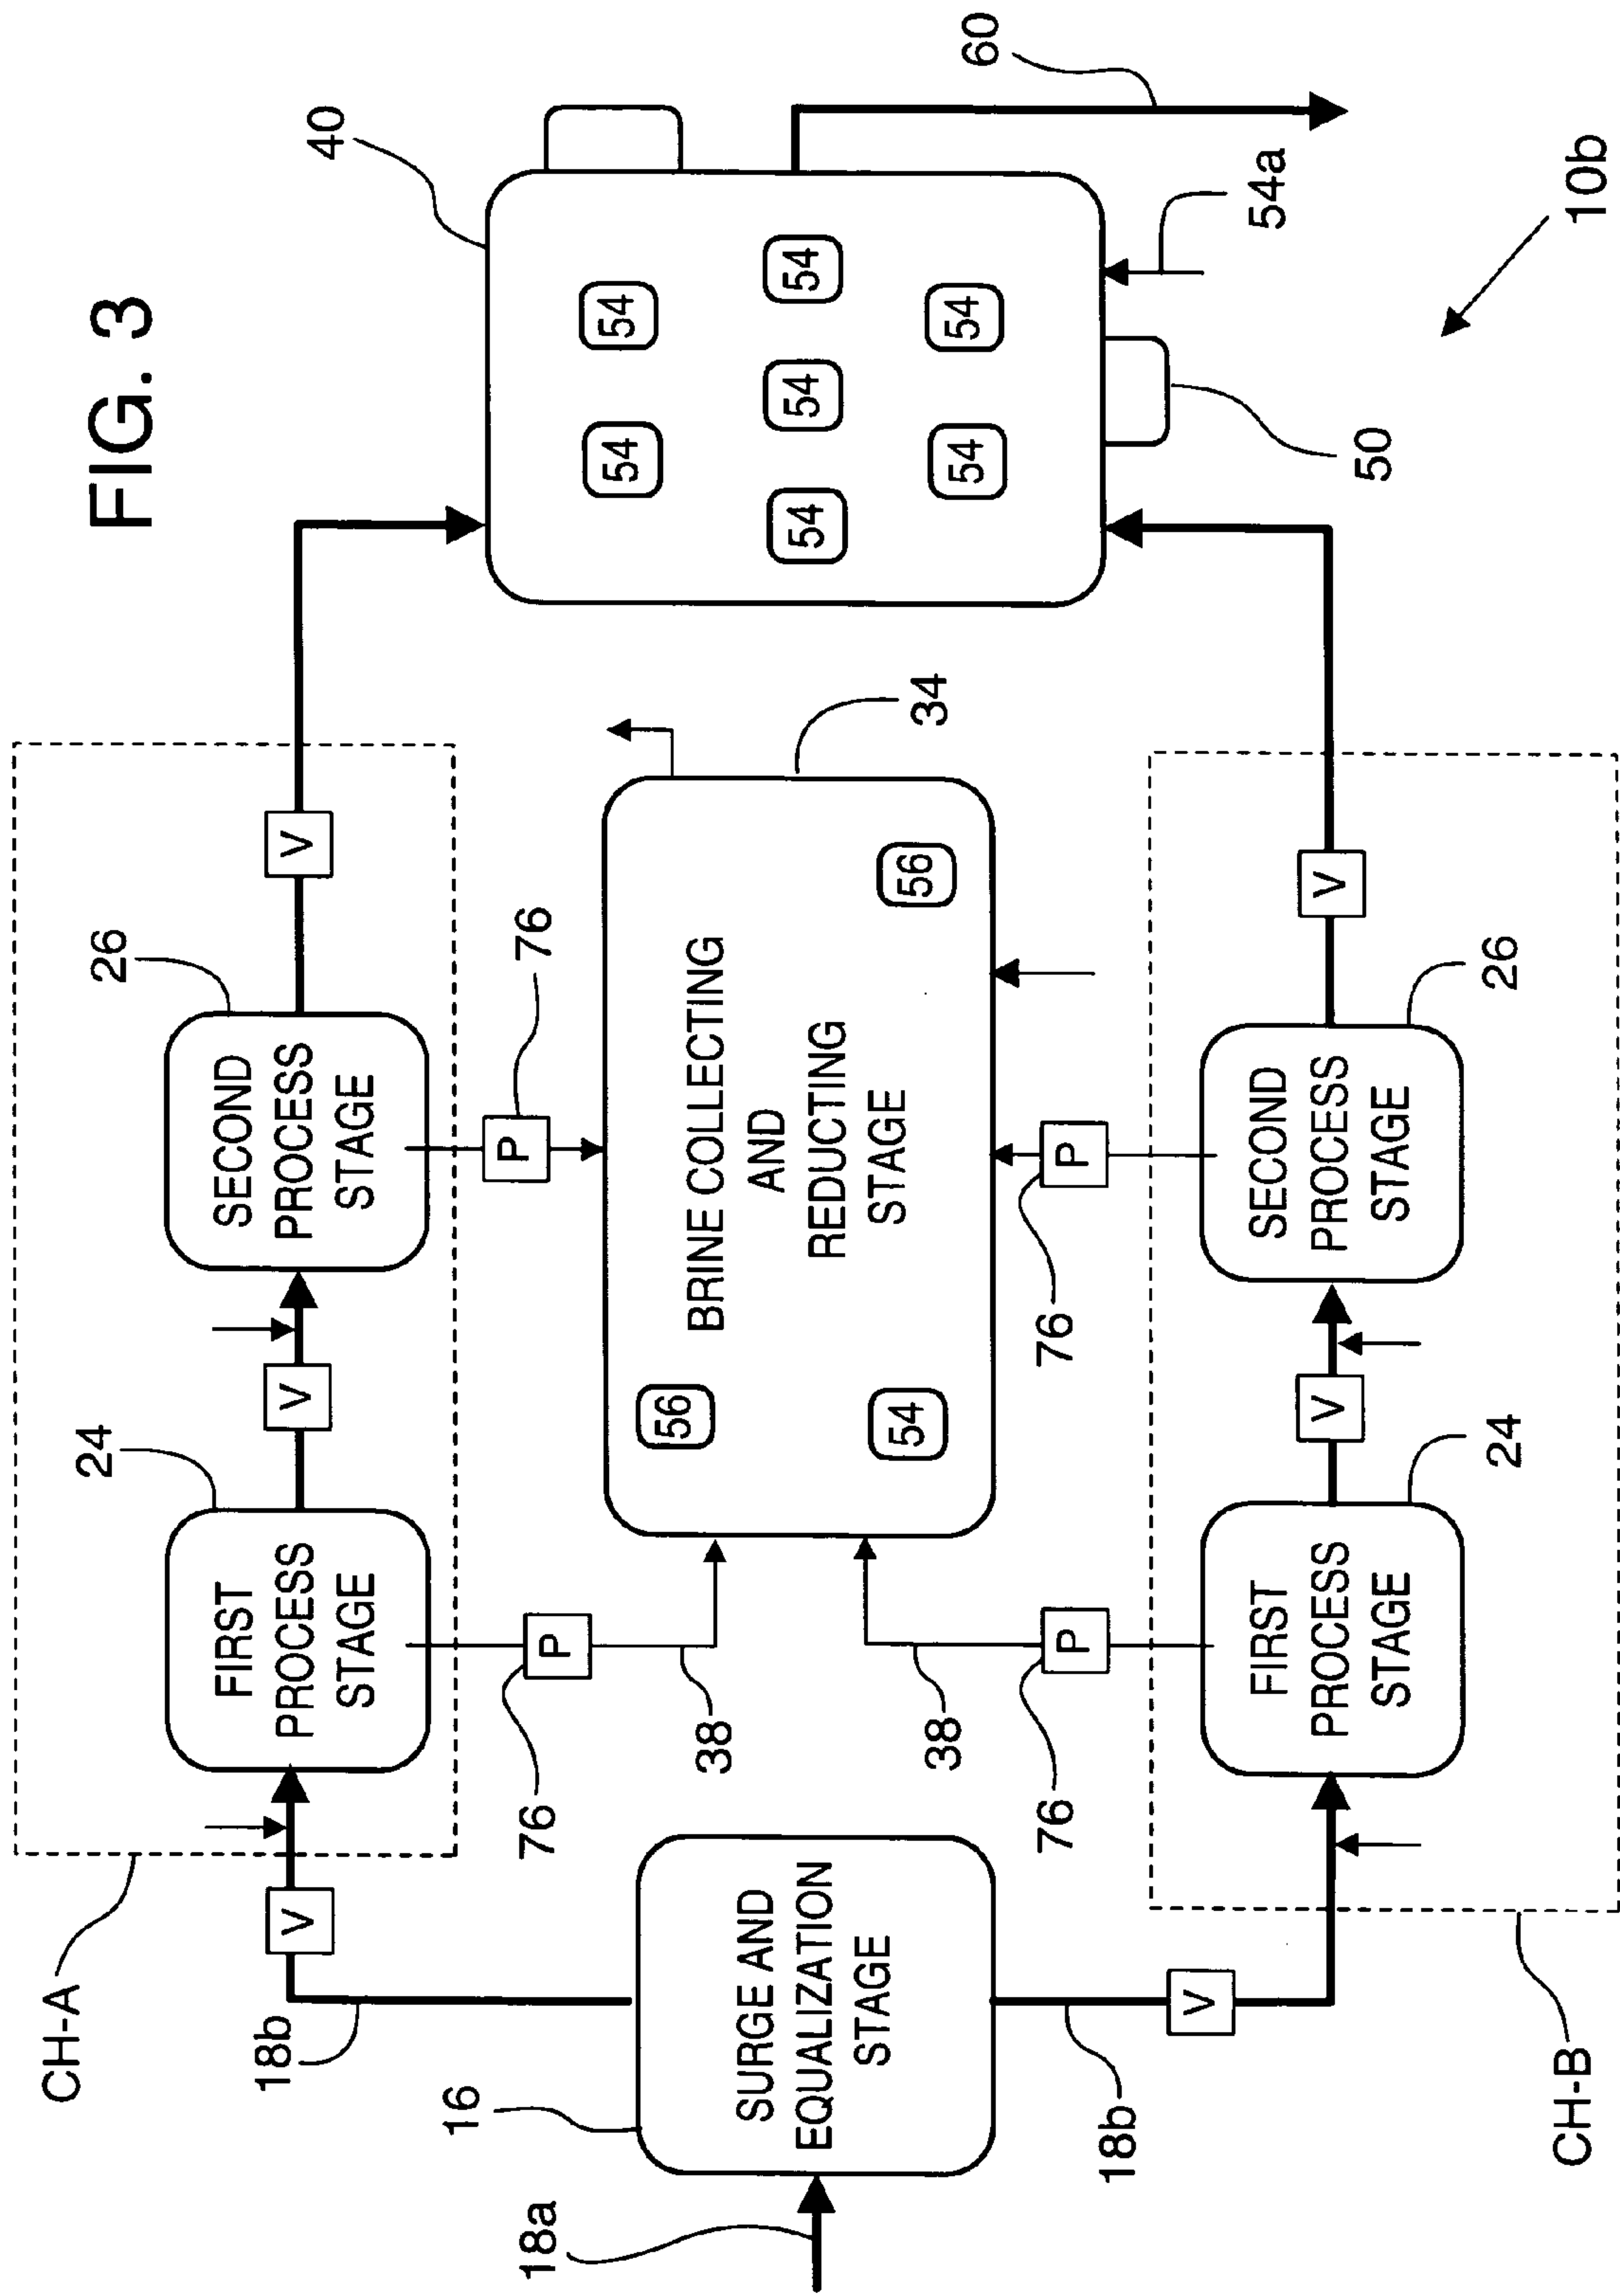 FIG. 3
CH-A
24
26
40
60
FIRST
PROCESS
STAGE
V
V
SECOND
PROCESS
STAGE
V
18b
V
76
P
38
P
76
16
SURGE AND
EQUALIZATION
STAGE
18a
56
54
BRINE COLLECTING
AND
REDUCTING
STAGE
56
34
54
54
54
54
54
54
54
54a
50
10b
18b
V
38
76
P
76
P
FIRST
PROCESS
STAGE
V
SECOND
PROCESS
STAGE
V
24
26
CH-B